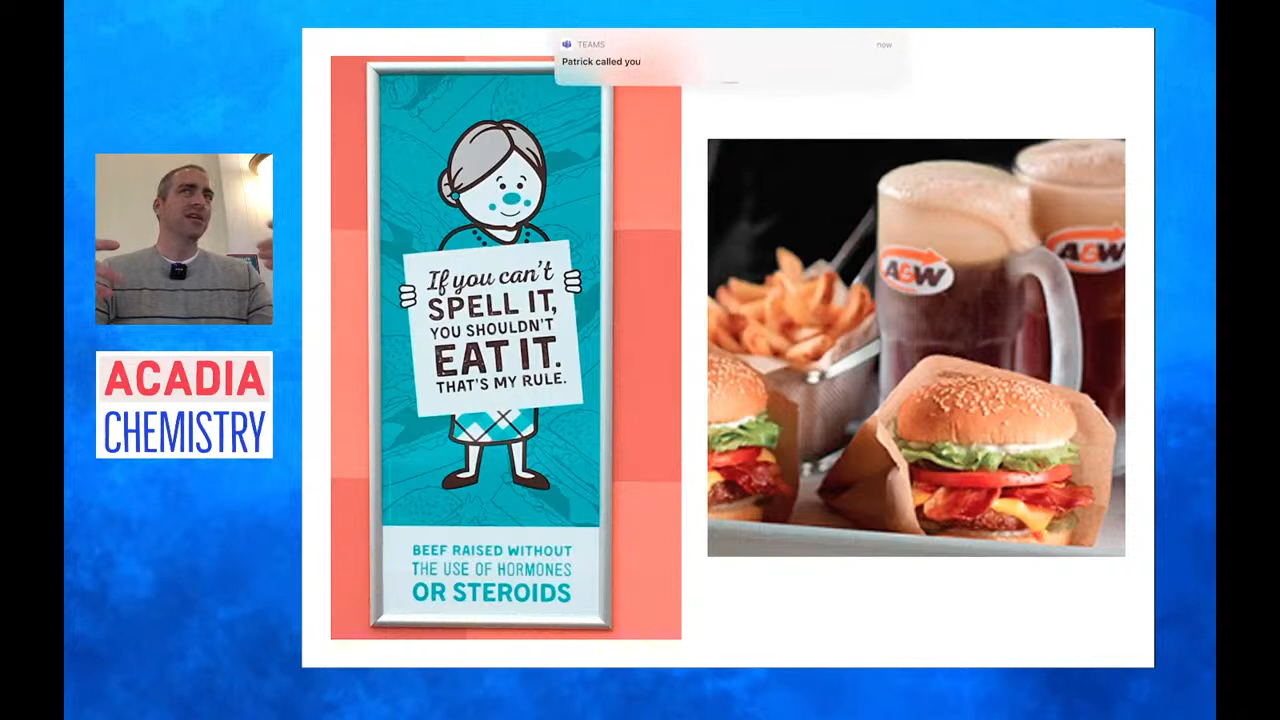 TEAMS
now
Patrick called you
If you can't
SPELL IT,
YOU SHOULDN'T
EAT IT.
THAT'S MY RULE.
BEEF RAISED WITHOUT
THE USE OF HORMONES
OR STEROIDS
A&W
A&W
ACADIA
CHEMISTRY